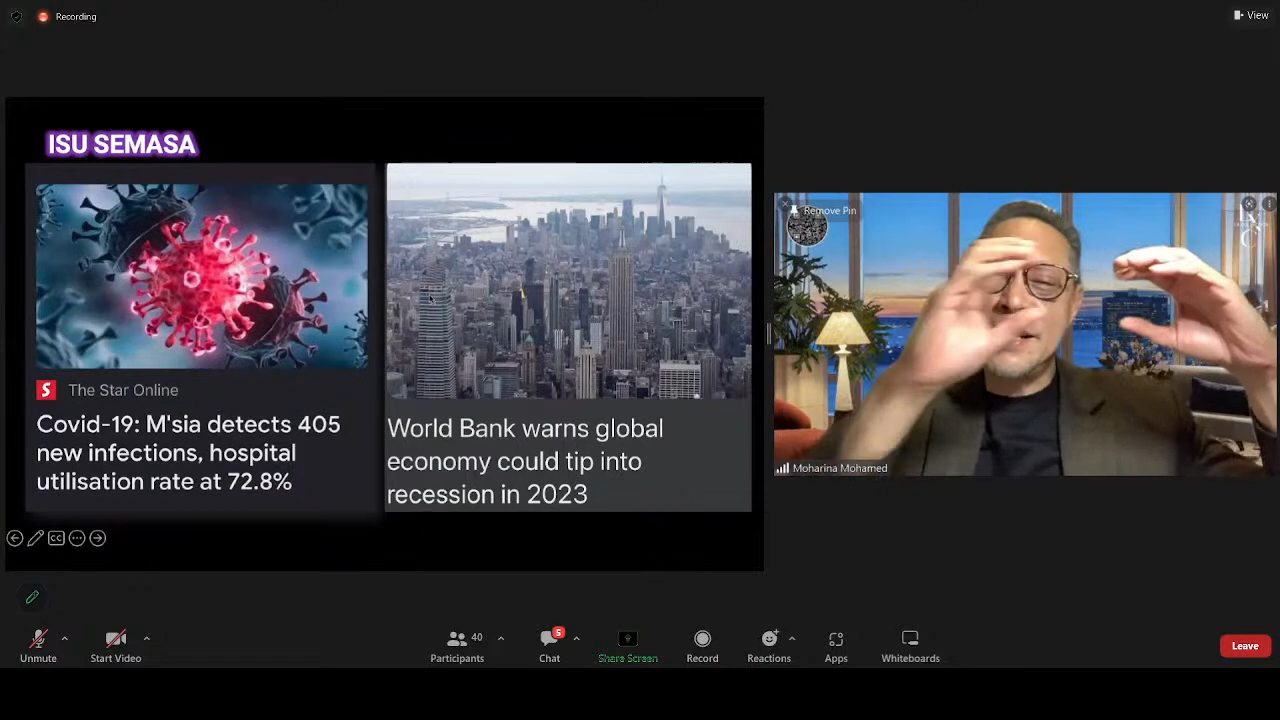 Recording
View
ISU SEMASA
The Star Online
Covid-19: M'sia detects 405
new infections, hospital
utilisation rate at 72.8%
World Bank warns global
economy could tip into
recession in 2023
CC
Remove Pin
Moharina Mohamed
Unmute
Start Video
40
Participants
5
Chat
Share Screen
Record
Reactions
Apps
Whiteboards
Leave